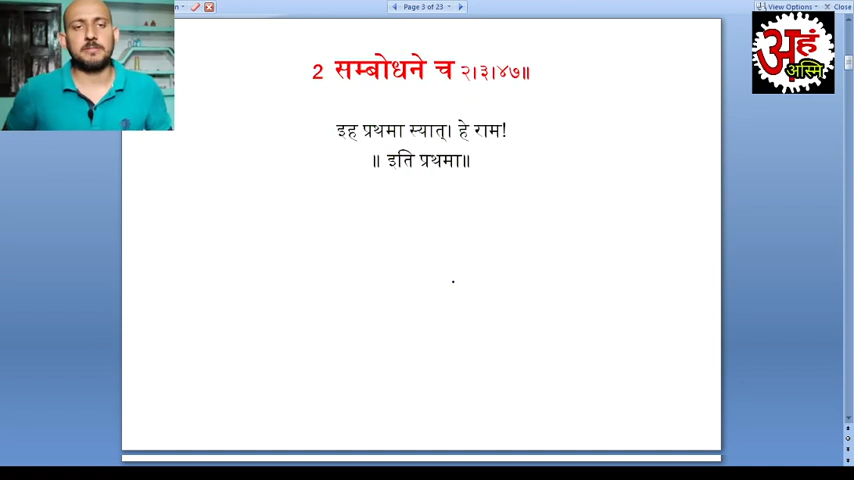 View Options
Close
Page 3 of 23
2 सम्बोधने च २।३।४७॥
इह प्रथमा स्यात्। हे राम!
॥ इति प्रथमा॥
अहं
अस्मि